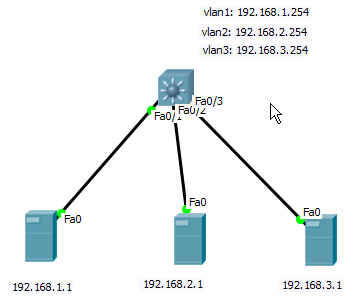 vlan1: 192.168.1.254
vlan2: 192.168.2.254
vlan3: 192.168.3.254
Fa0/3
Fa0/2
Fa0/1
Fa0
Fa0
Fa0
192.168.1.1
192.168.2.1
192.168.3.1